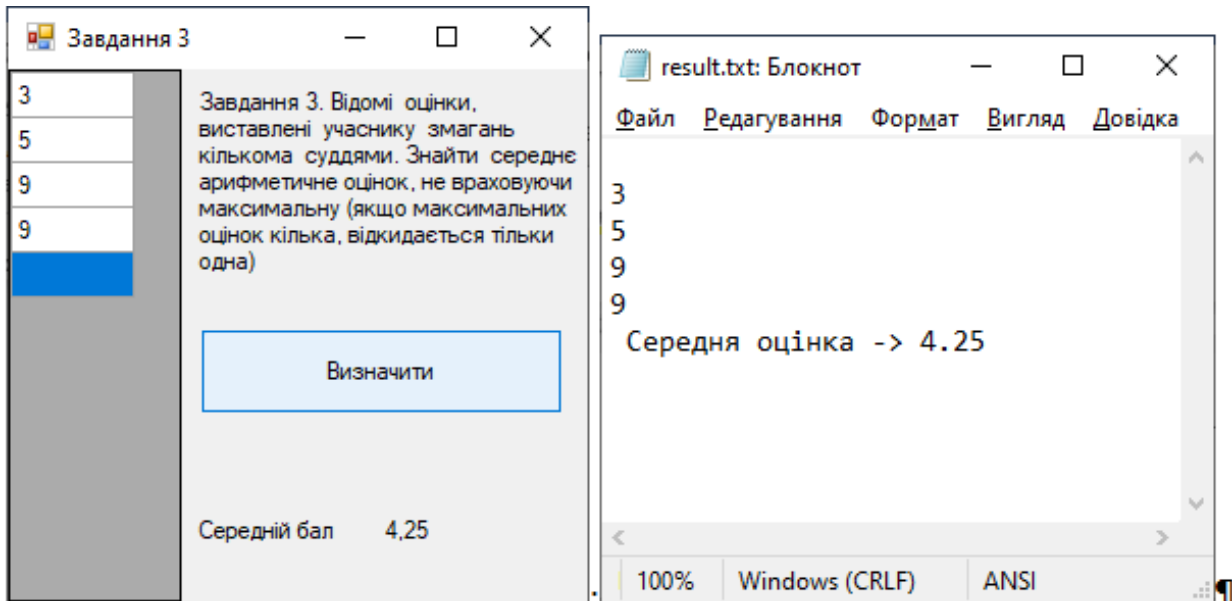 Завдання 3
3
5
9
9
Завдання 3. Відомі оцінки,
виставлені учаснику змагань
кількома суддями. Знайти середнє
арифметичне оцінок, не враховуючи
максимальну (якщо максимальних
оцінок кілька, відкидається тільки
одна)
Визначити
Середній бал 4,25
.
result.txt: Блокнот
Файл Редагування Формат Вигляд Довідка
3
5
9
9
Середня оцінка -> 4.25
100% Windows (CRLF) ANSI
¶